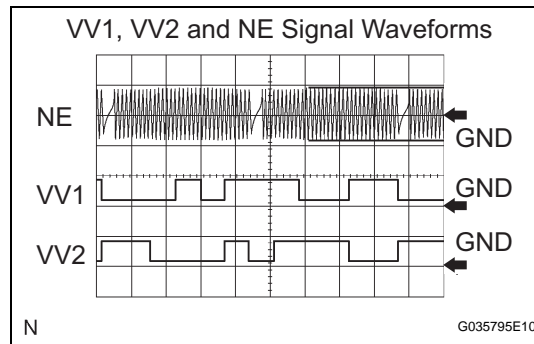 VV1, VV2 and NE Signal Waveforms
NE
GND
VV1
GND
VV2
GND
N
G035795E10